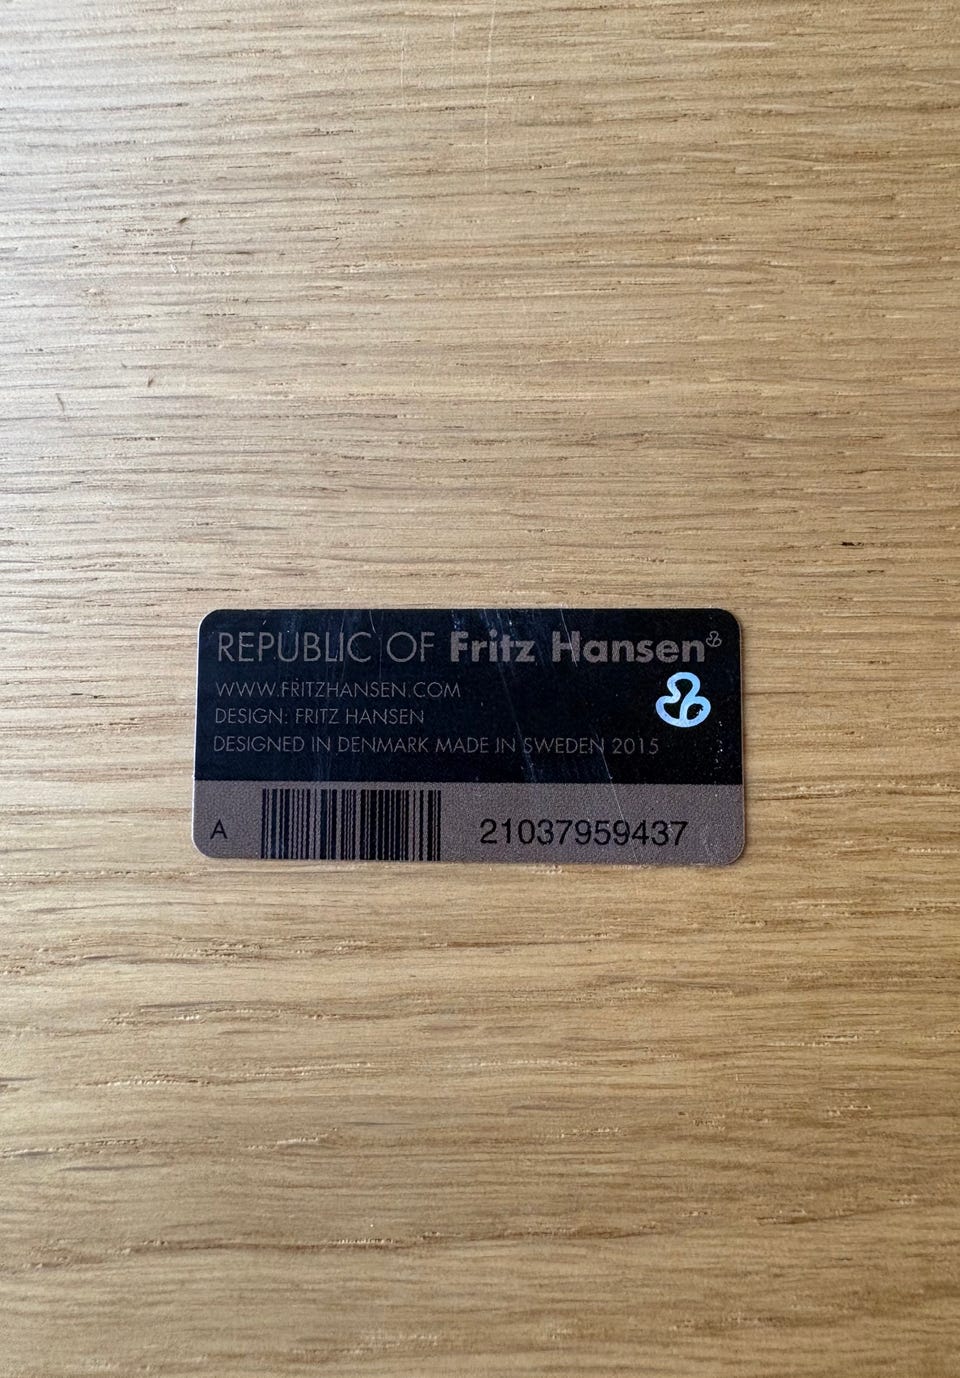 REPUBLIC OF Fritz Hansen
WWW.FRITZHANSEN.COM
DESIGN: FRITZ HANSEN
DESIGNED IN DENMARK MADE IN SWEDEN 2015
A 21037959437